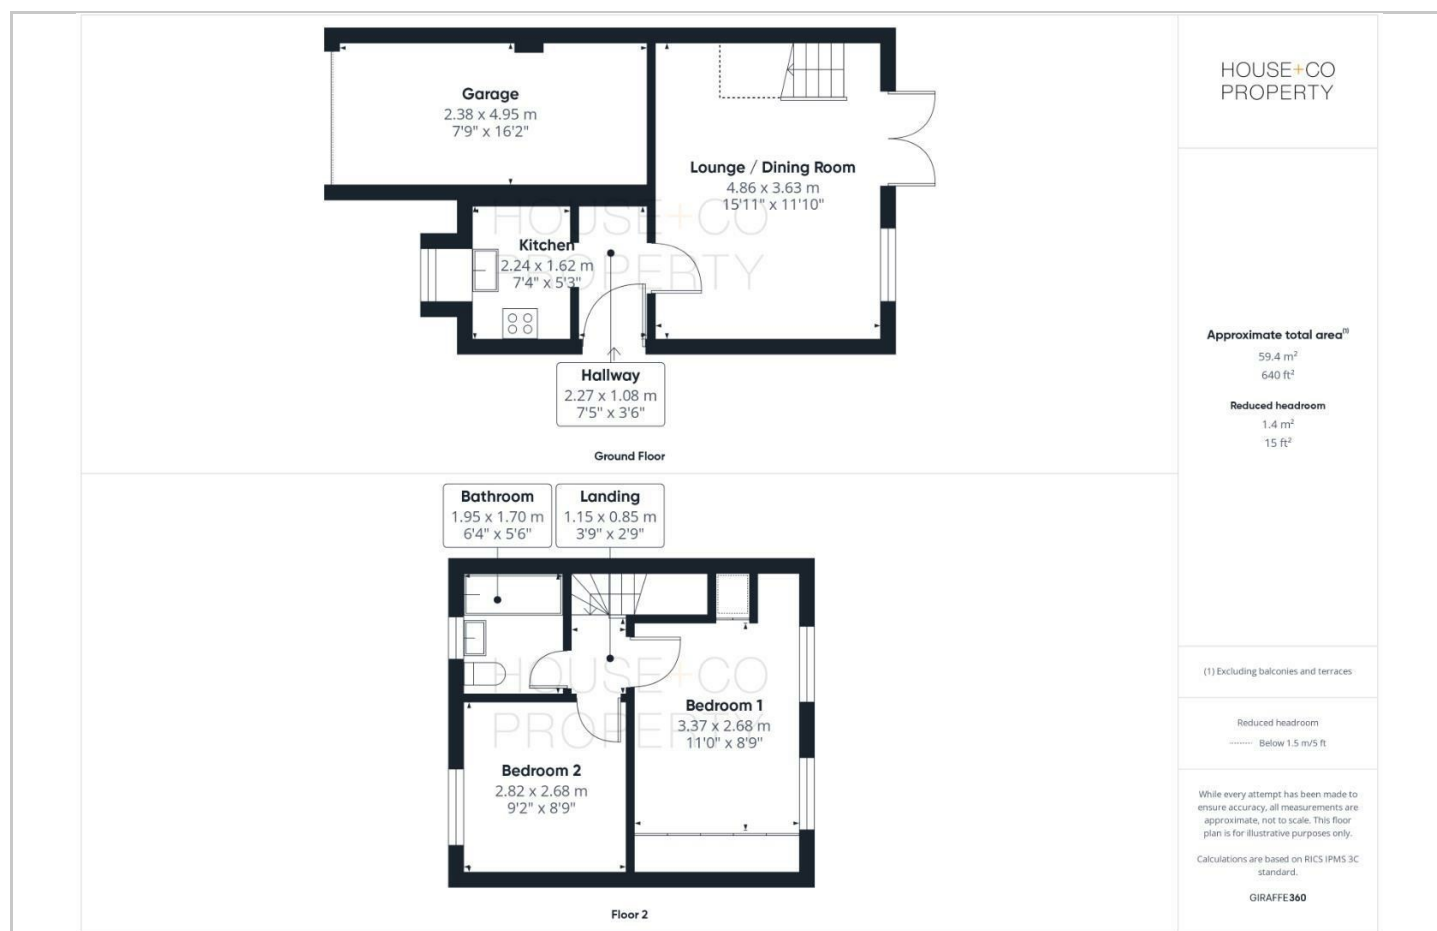 Garage
2.38 x 4.95 m
7'9" x 16'2"
Lounge / Dining Room
4.86 x 3.63 m
15'11" x 11'10"
HOUSE+CO
PROPERTY
Kitchen
2.24 x 1.62 m
7'4" x 5'3"
Hallway
2.27 x 1.08 m
7'5" x 3'6"
Ground Floor
Bathroom
1.95 x 1.70 m
6'4" x 5'6"
Landing
1.15 x 0.85 m
3'9" x 2'9"
HOUSE+CO
PROPERTY
Bedroom 1
3.37 x 2.68 m
11'0" x 8'9"
Bedroom 2
2.82 x 2.68 m
9'2" x 8'9"
Floor 2
HOUSE+CO
PROPERTY
Approximate total area⁽¹⁾
59.4 m²
640 ft²
Reduced headroom
1.4 m²
15 ft²
(1) Excluding balconies and terraces
Reduced headroom
Below 1.5 m/5 ft
While every attempt has been made to
ensure accuracy, all measurements are
approximate, not to scale. This floor
plan is for illustrative purposes only.
Calculations are based on RICS IPMS 3C
standard.
GIRAFFE360